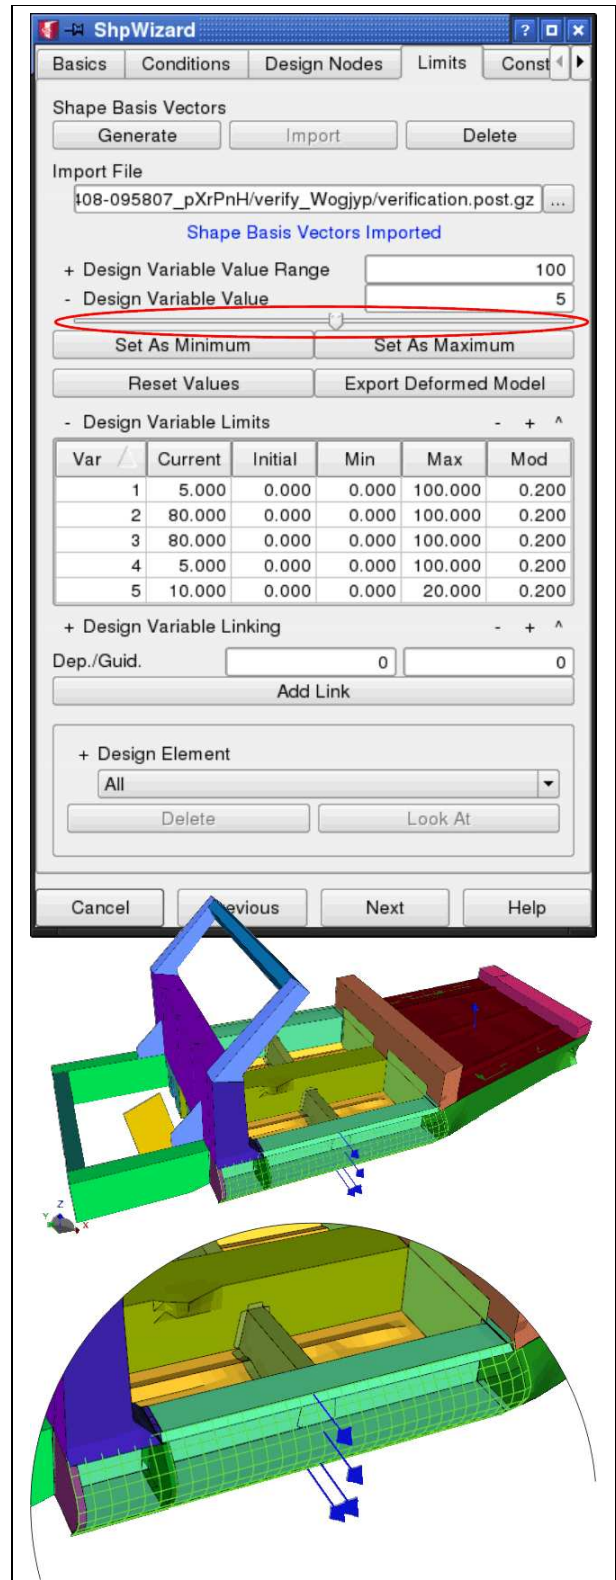 ShpWizard ?
Basics Conditions Design Nodes Limits Const
Shape Basis Vectors
Generate Import Delete
Import File
408-095807_pXrPnH/verify_Wogjyp/verification.post.gz ...
Shape Basis Vectors Imported
+ Design Variable Value Range 100
- Design Variable Value 5
Set As Minimum Set As Maximum
Reset Values Export Deformed Model
- Design Variable Limits - + ^
Var Current Initial Min Max Mod
1 5.000 0.000 0.000 100.000 0.200
2 80.000 0.000 0.000 100.000 0.200
3 80.000 0.000 0.000 100.000 0.200
4 5.000 0.000 0.000 100.000 0.200
5 10.000 0.000 0.000 20.000 0.200
+ Design Variable Linking - + ^
Dep./Guid. 0 0
Add Link
+ Design Element
All
Delete Look At
Cancel Previous Next Help
Z
Y X